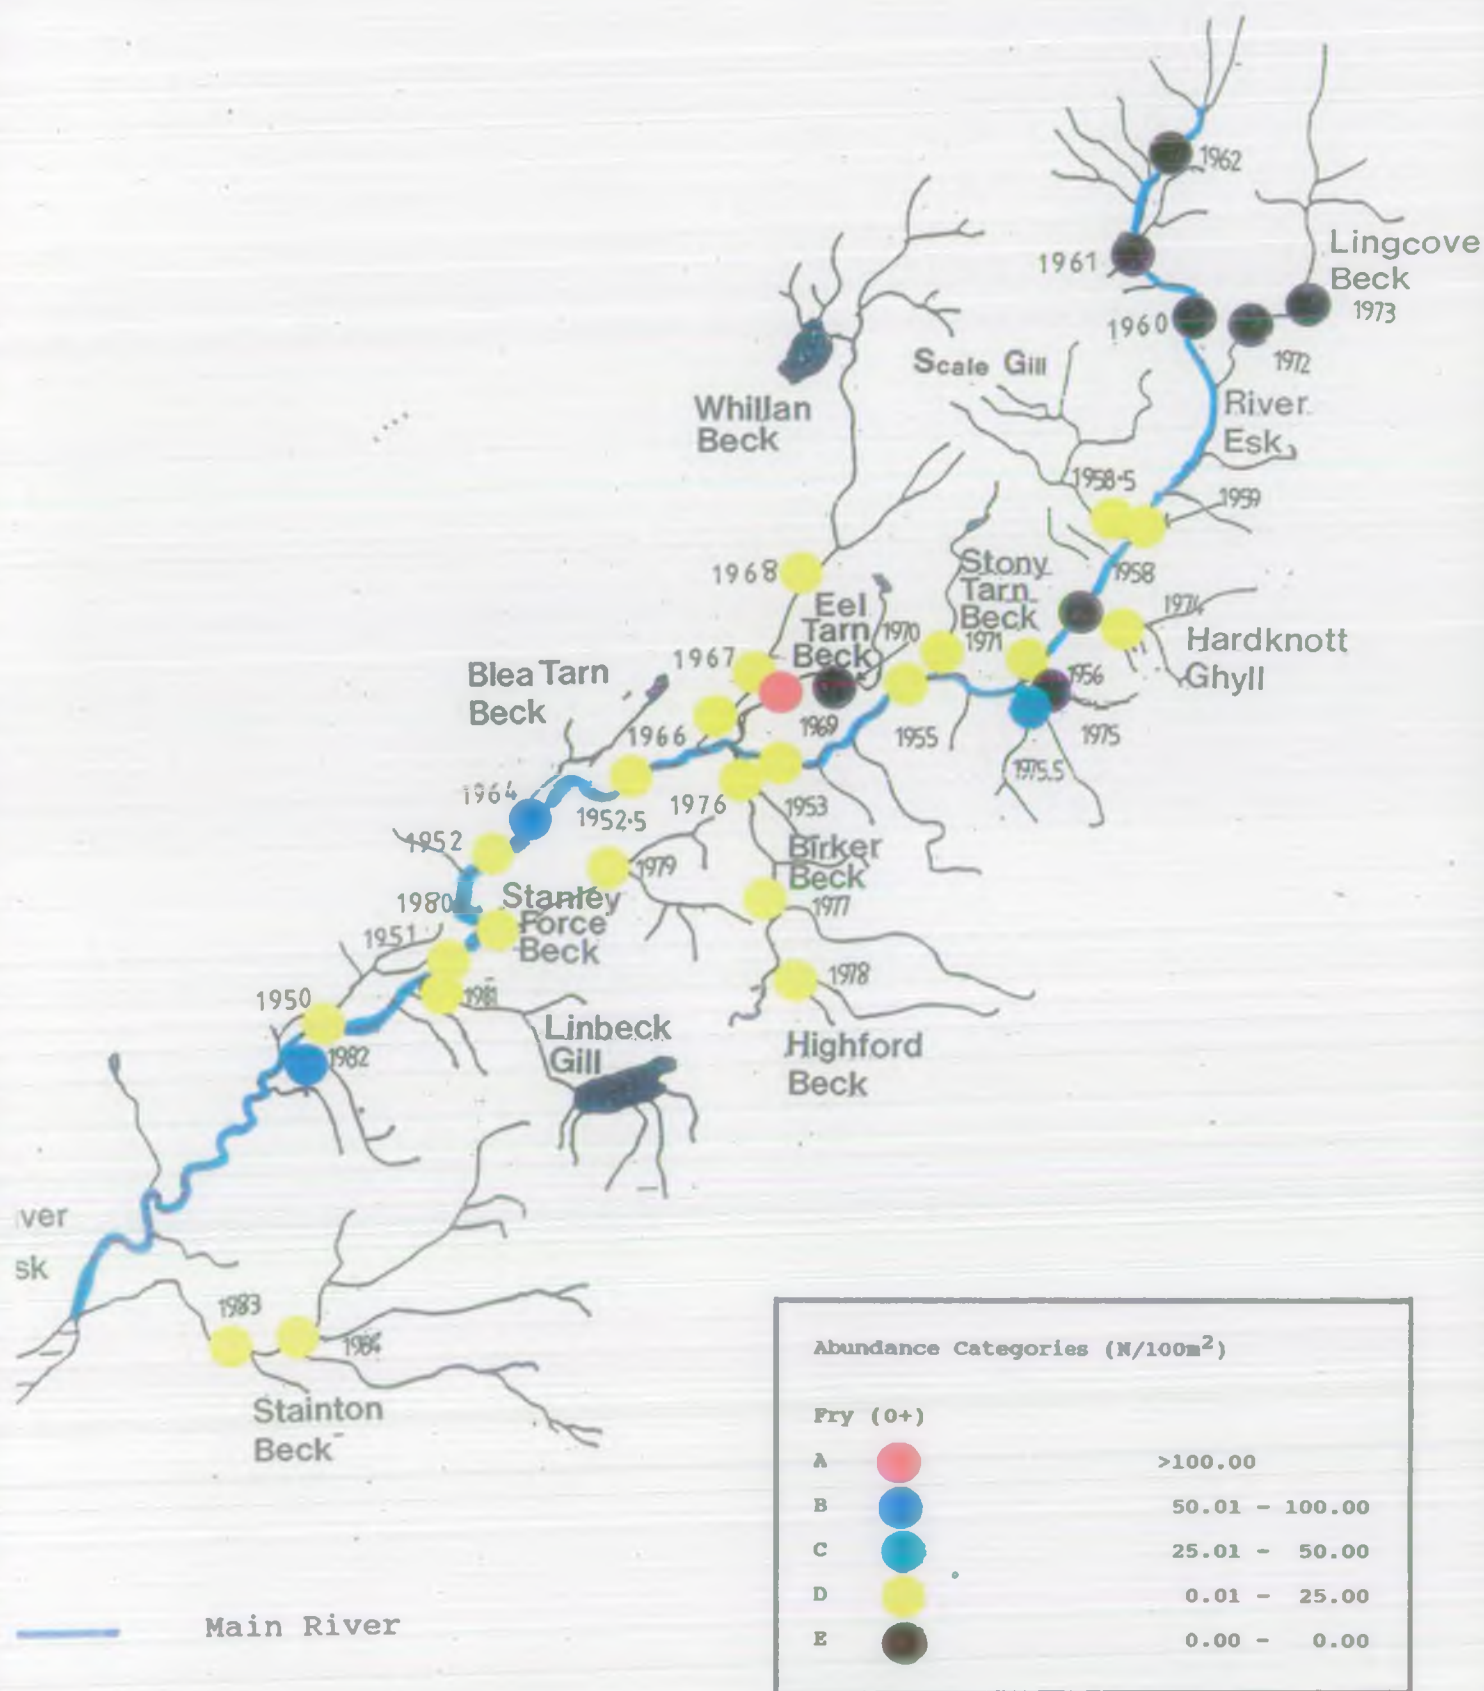 1962
Lingcove
Beck
1961
1973
1960
1972
Scale Gill
River
Esk
Whillan
Beck
1958·5
1959
1968
Stony
Tarn
Beck
1958
Eel
Tarn
Beck
1970
1974
1971
Hardknott
Ghyll
1967
Blea Tarn
Beck
1956
1966
1969
1955
1975
1975.5
1964
1952·5
1976
1953
1952
Birker
Beck
1979
1980
Stanley
Force
Beck
1977
1951
1978
1950
1981
Linbeck
Gill
Highford
Beck
1982
ver
sk
1983
1984
Stainton
Beck
Abundance Categories (N/100m²)
Fry (0+)
A >100.00
B 50.01 - 100.00
C 25.01 - 50.00
D 0.01 - 25.00
E 0.00 - 0.00
Main River